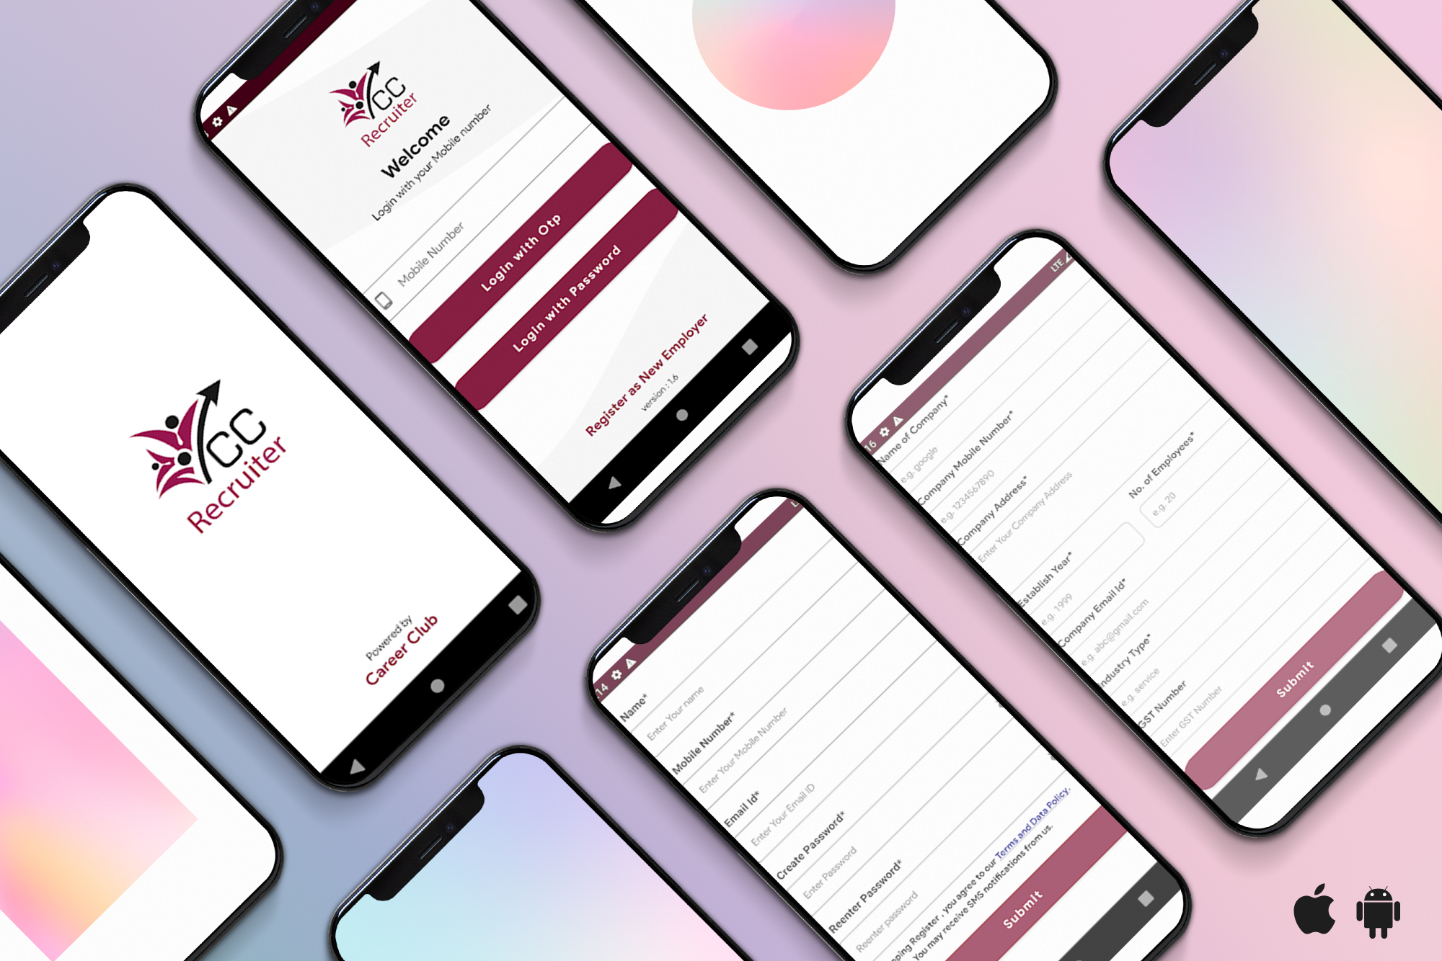 CC
Recruiter
Powered by
Career Club
CC
Recruiter
Welcome
Login with your Mobile number
Mobile Number
Login with Otp
Login with Password
Register as New Employer
version : 1.6
14
Name*
Enter Your name
Mobile Number*
Enter Your Mobile Number
Email Id*
Enter Your Email ID
Create Password*
Enter Password
Reenter Password*
Reenter password
pping Register , you agree to our Terms and Data Policy.
You may receive SMS notifications from us.
Submit
16
LTE
Name of Company*
e.g. google
Company Mobile Number*
e.g. 1234567890
Company Address*
Enter Your Company Address
Establish Year*
No. of Employees*
e.g. 1999
e.g. 20
Company Email Id*
e.g. abc@gmail.com
Industry Type*
e.g. service
GST Number
Enter GST Number
Submit